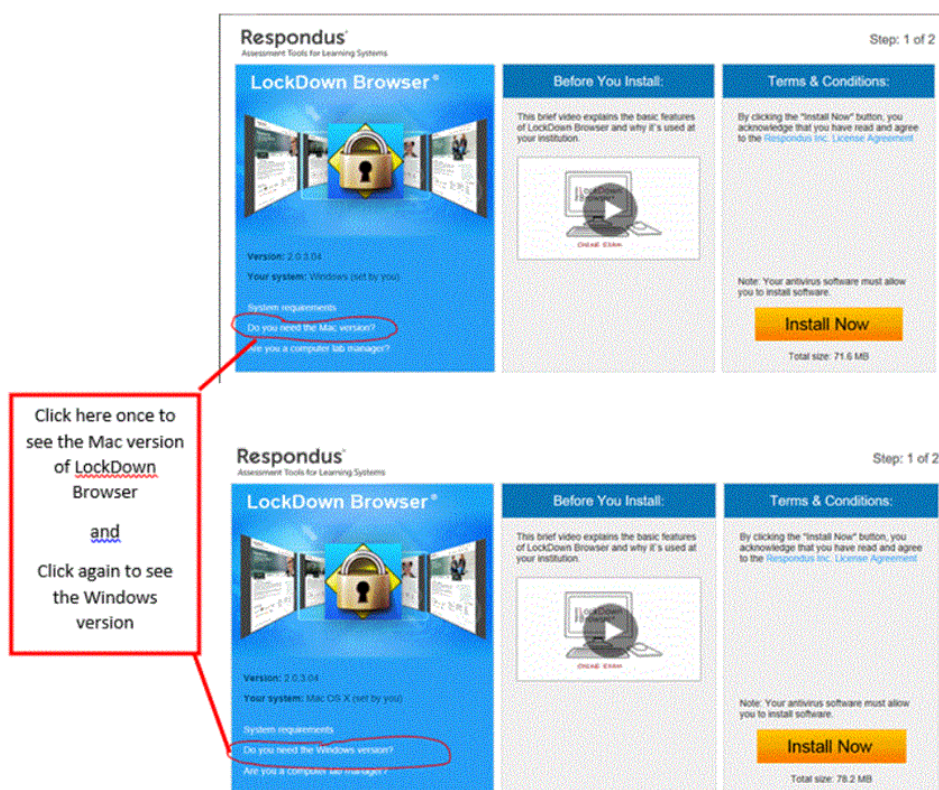 Respondus®
Assessment Tools for Learning Systems
Step: 1 of 2
LockDown Browser®
Version: 2.0.3.04
Your system: Windows (set by you)
System requirements
Do you need the Mac version?
Are you a computer lab manager?
Before You Install:
This brief video explains the basic features
of LockDown Browser and why it's used at
your institution.
LockDown
Browser
ONLINE EXAM
Terms & Conditions:
By clicking the "Install Now" button, you
acknowledge that you have read and agree
to the Respondus Inc. License Agreement
Note: Your antivirus software must allow
you to install software.
Install Now
Total size: 71.6 MB
Click here once to
see the Mac version
of LockDown
Browser
and
Click again to see
the Windows
version
Respondus®
Assessment Tools for Learning Systems
Step: 1 of 2
LockDown Browser®
Version: 2.0.3.04
Your system: Mac OS X (set by you)
System requirements
Do you need the Windows version?
Are you a computer lab manager?
Before You Install:
This brief video explains the basic features
of LockDown Browser and why it's used at
your institution.
LockDown
Browser
ONLINE EXAM
Terms & Conditions:
By clicking the "Install Now" button, you
acknowledge that you have read and agree
to the Respondus Inc. License Agreement
Note: Your antivirus software must allow
you to install software.
Install Now
Total size: 78.2 MB